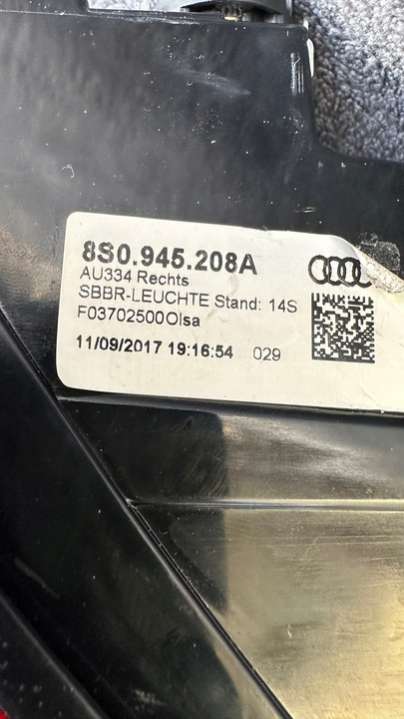 8S0.945.208A
AU334 Rechts
SBBR-LEUCHTE Stand: 14S
F03702500Olsa
11/09/2017 19:16:54 029